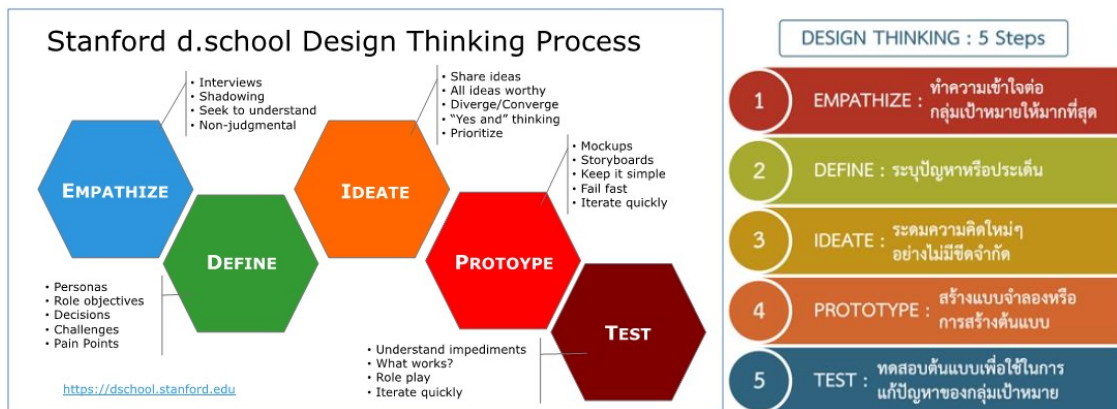 Stanford d.school Design Thinking Process
• Interviews
• Shadowing
• Seek to understand
• Non-judgmental
• Share ideas
• All ideas worthy
• Diverge/Converge
• “Yes and” thinking
• Prioritize
• Mockups
• Storyboards
• Keep it simple
• Fail fast
• Iterate quickly
EMPATHIZE
DEFINE
IDEATE
PROTOYPE
TEST
• Personas
• Role objectives
• Decisions
• Challenges
• Pain Points
• Understand impediments
• What works?
• Role play
• Iterate quickly
https://dschool.stanford.edu
DESIGN THINKING : 5 Steps
1 EMPATHIZE : ทำความเข้าใจต่อ
กลุ่มเป้าหมายให้มากที่สุด
2 DEFINE : ระบุปัญหาหรือประเด็น
3 IDEATE : ระดมความคิดใหม่ๆ
อย่างไม่มีขีดจำกัด
4 PROTOTYPE : สร้างแบบจำลองหรือ
การสร้างต้นแบบ
5 TEST : ทดสอบต้นแบบเพื่อใช้ในการ
แก้ปัญหาของกลุ่มเป้าหมาย